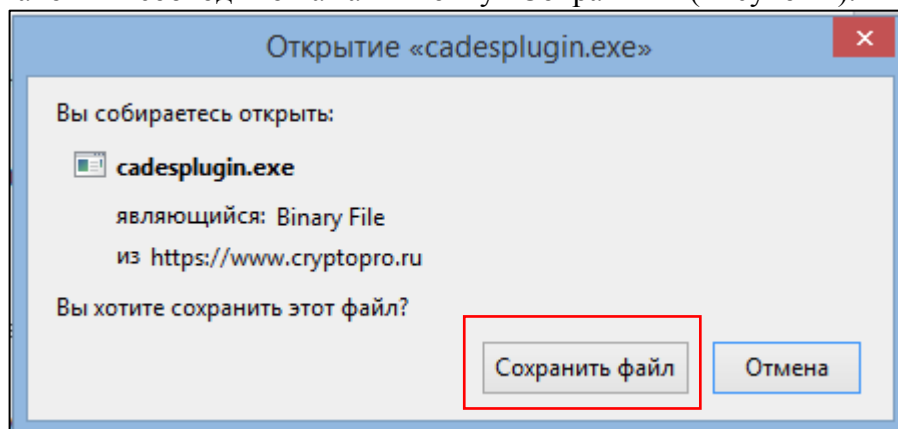 Открытие «cadesplugin.exe»
×
Вы собираетесь открыть:
cadesplugin.exe
являющийся: Binary File
из https://www.cryptopro.ru
Вы хотите сохранить этот файл?
Сохранить файл
Отмена